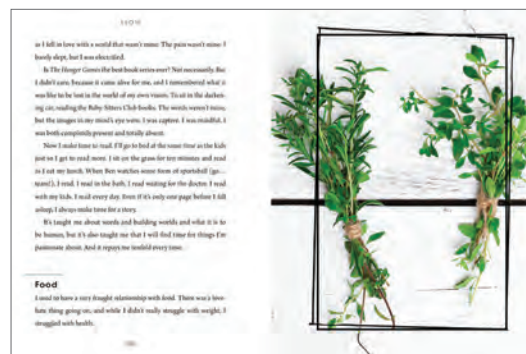 SLOW
as I fell in love with a world that wasn't mine. The pain wasn't mine. I
barely slept, but I was electrified.
Is The Hunger Games the best book series ever? Not necessarily. But
I didn't care, because it came alive for me, and I remembered what it
was like to be lost in the world of my own vision. To sit in the darken-
ing car, reading the Baby-Sitters Club books. The words weren't mine,
but the images in my mind's eye were. I was captive. I was mindful. I
was both completely present and totally absent.
Now I make time to read. I'll go to bed at the same time as the kids
just so I get to read more. I sit on the grass for ten minutes and read
as I eat my lunch. When Ben watches some form of sportsball (go…
team!), I read. I read in the bath. I read waiting for the doctor. I read
with my kids. I read every day. Even if it's only one page before I fall
asleep, I always make time for a story.
It's taught me about words and building worlds and what it is to
be human, but it's also taught me that I will find time for things I'm
passionate about. And it repays me tenfold every time.
Food
I used to have a very fraught relationship with food. There was a love-
hate thing going on, and while I didn't really struggle with weight, I
struggled with health.